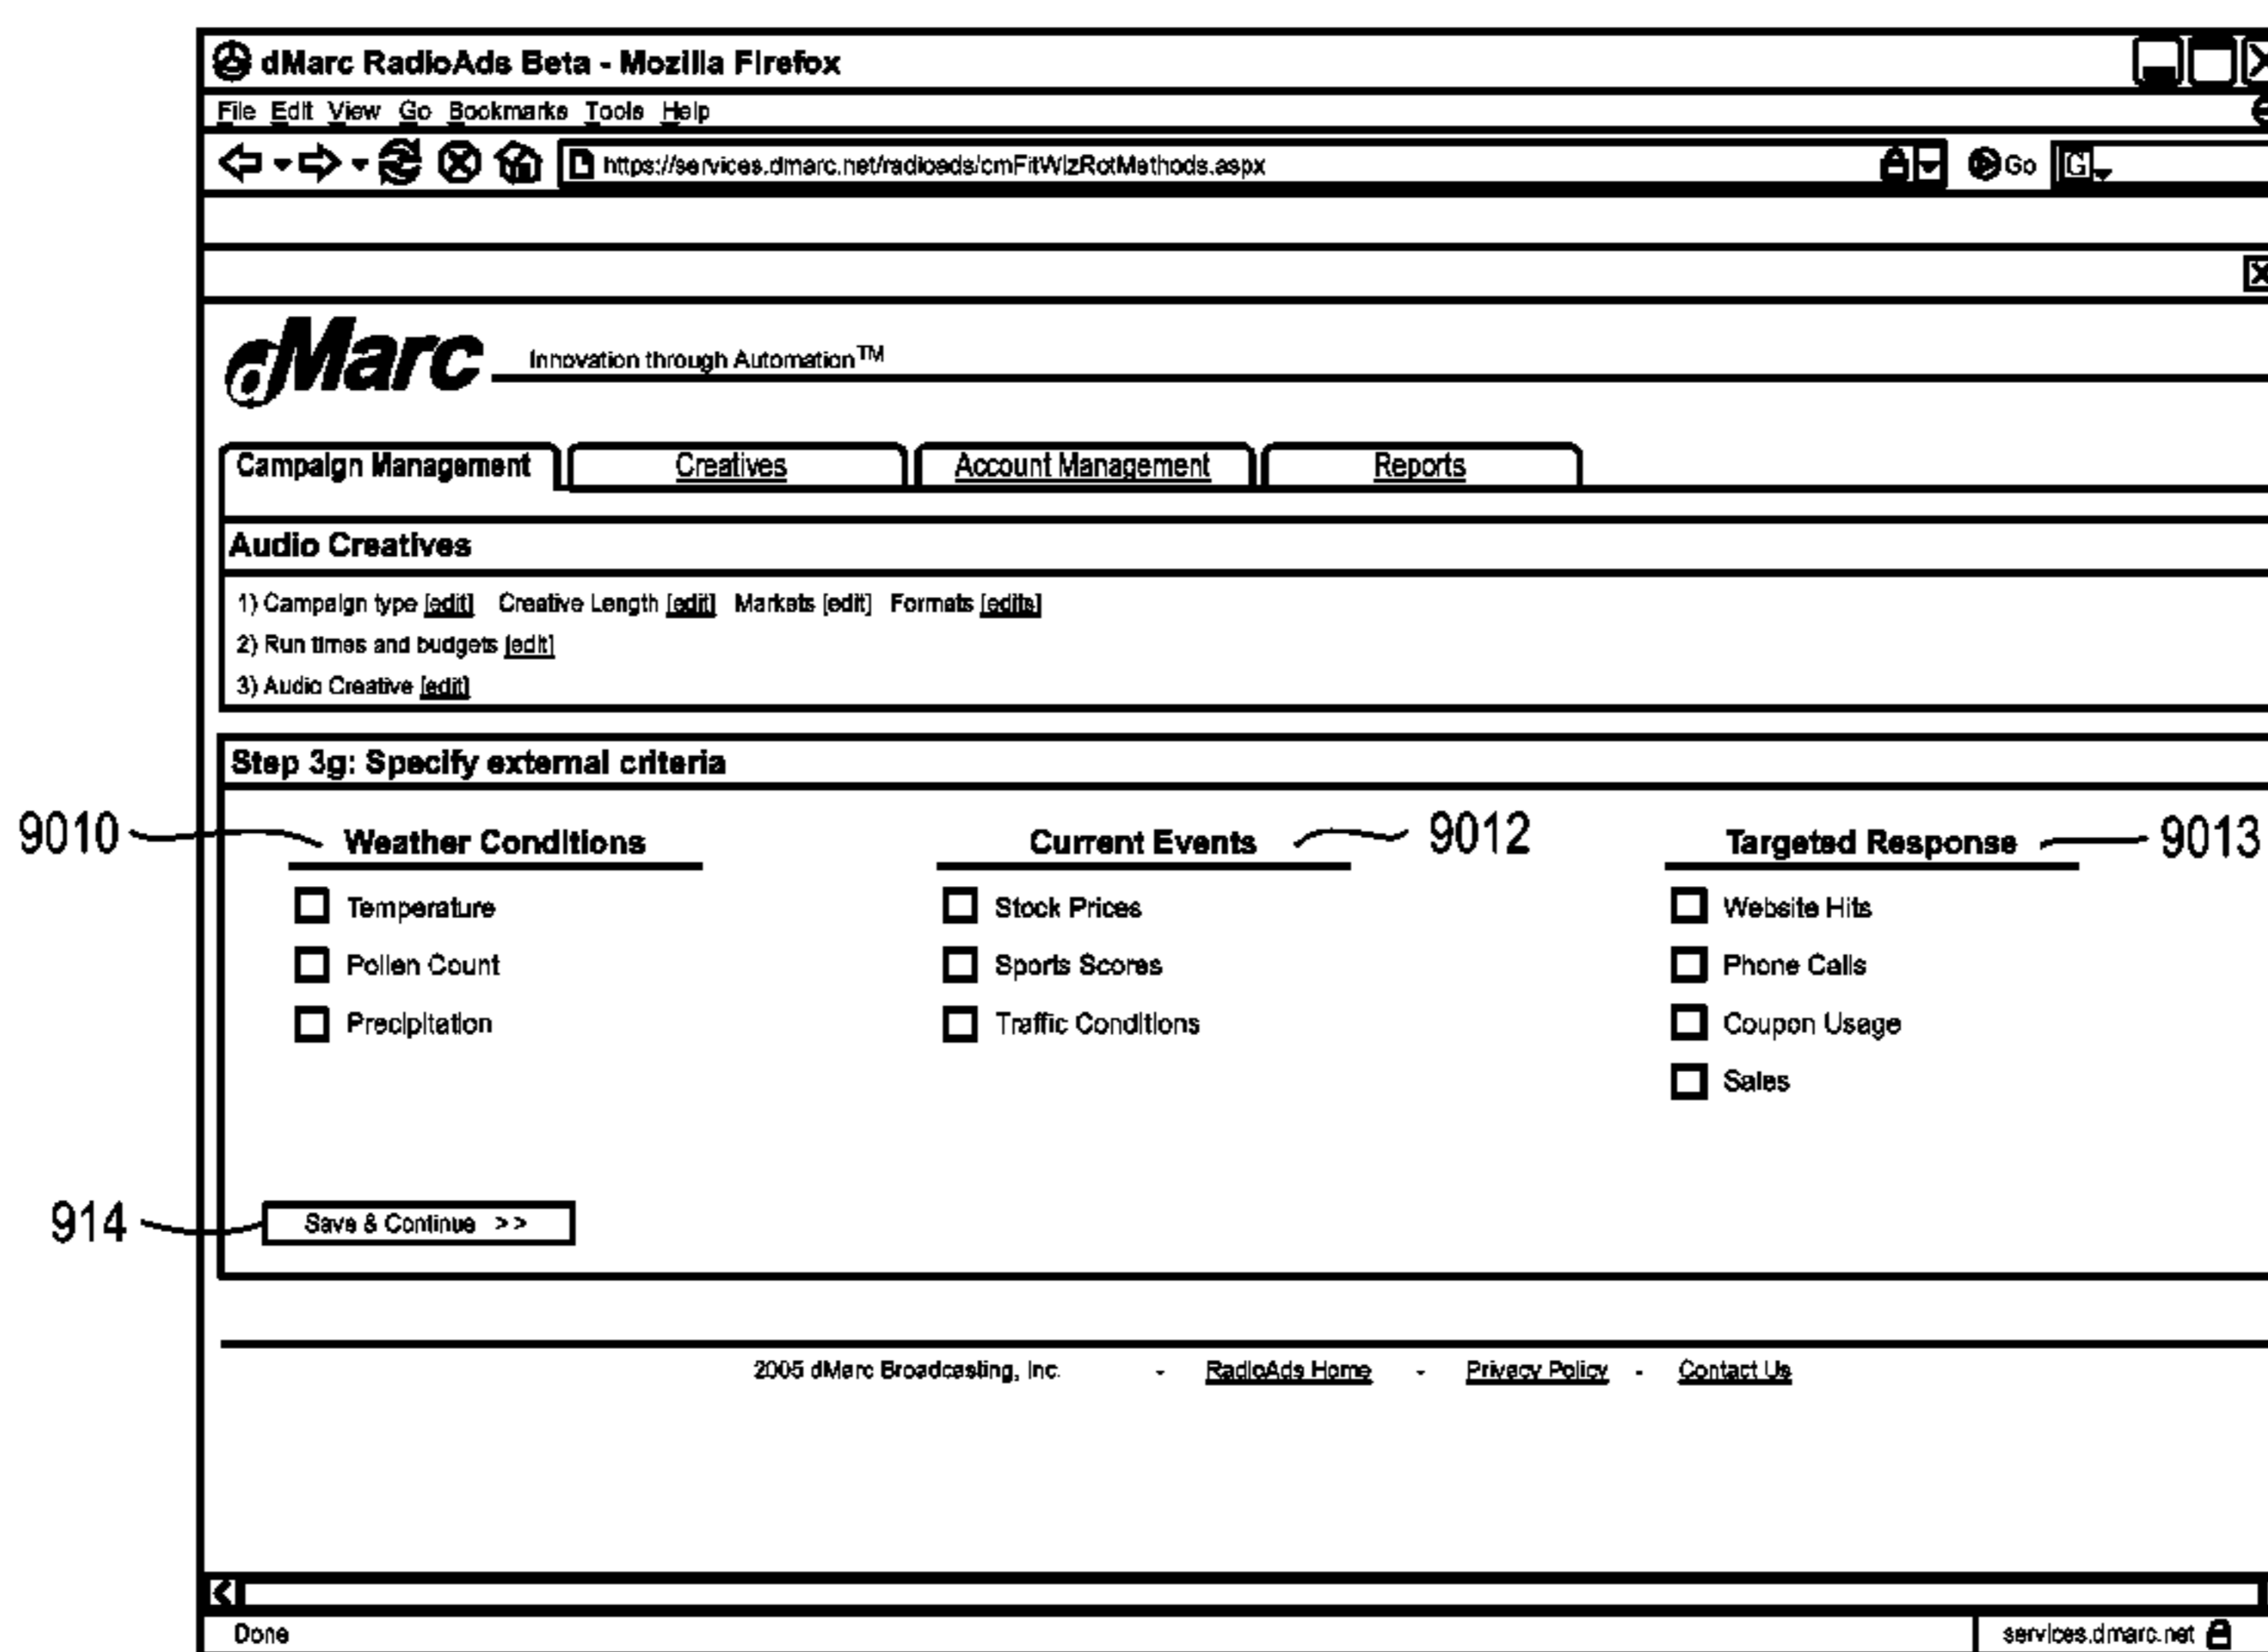 dMarc RadioAds Beta - Mozilla Firefox
File Edit View Go Bookmarks Tools Help
https://services.dmarc.net/radioads/cmFitWizRotMethods.aspx Go G
dMarc Innovation through Automation™
Campaign Management Creatives Account Management Reports
Audio Creatives
1) Campaign type [edit] Creative Length [edit] Markets [edit] Formats [edits]
2) Run times and budgets [edit]
3) Audio Creative [edit]
Step 3g: Specify external criteria
9010 Weather Conditions Current Events 9012 Targeted Response 9013
Temperature Stock Prices Website Hits
Pollen Count Sports Scores Phone Calls
Precipitation Traffic Conditions Coupon Usage
Sales
914 Save & Continue >>
2005 dMarc Broadcasting, Inc. - RadioAds Home - Privacy Policy - Contact Us
Done services.dmarc.net